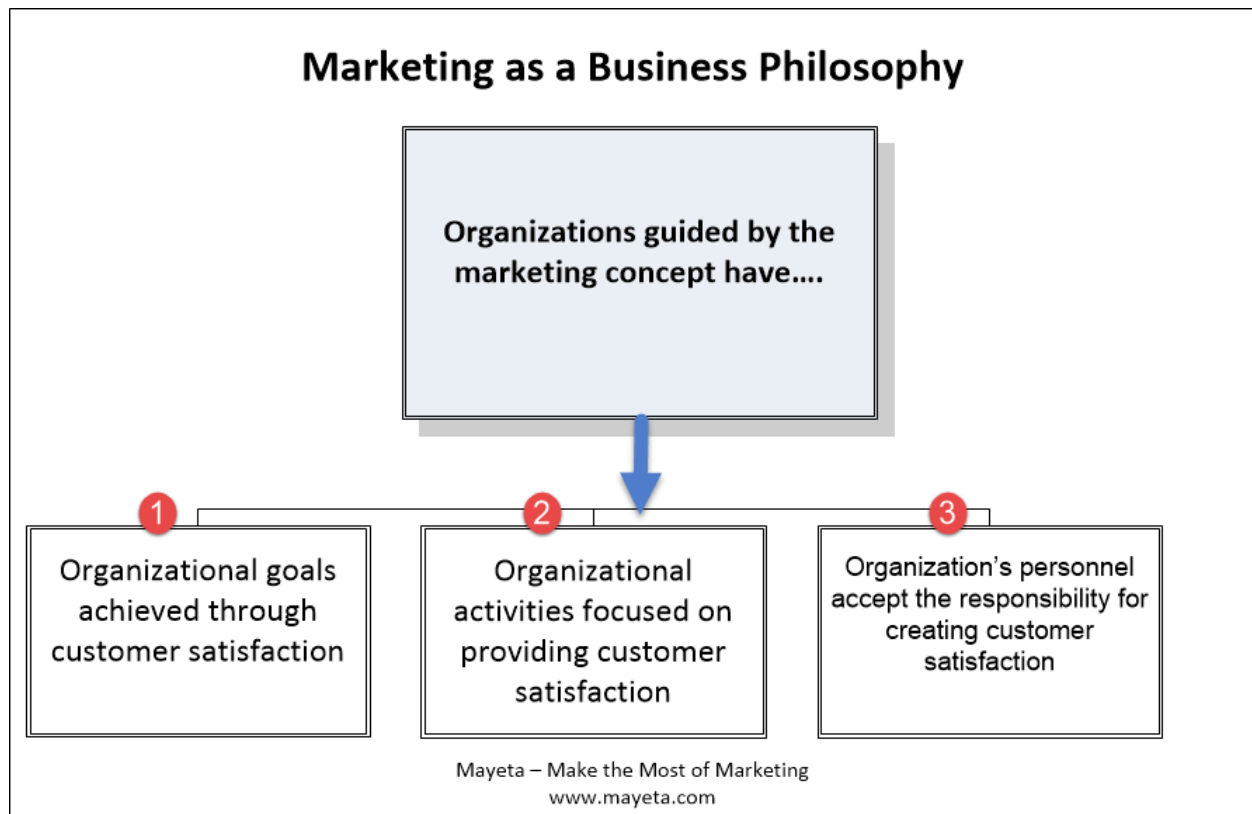 Marketing as a Business Philosophy
Organizations guided by the
marketing concept have....
1
Organizational goals
achieved through
customer satisfaction
2
Organizational
activities focused on
providing customer
satisfaction
3
Organization’s personnel
accept the responsibility for
creating customer
satisfaction
Mayeta – Make the Most of Marketing
www.mayeta.com